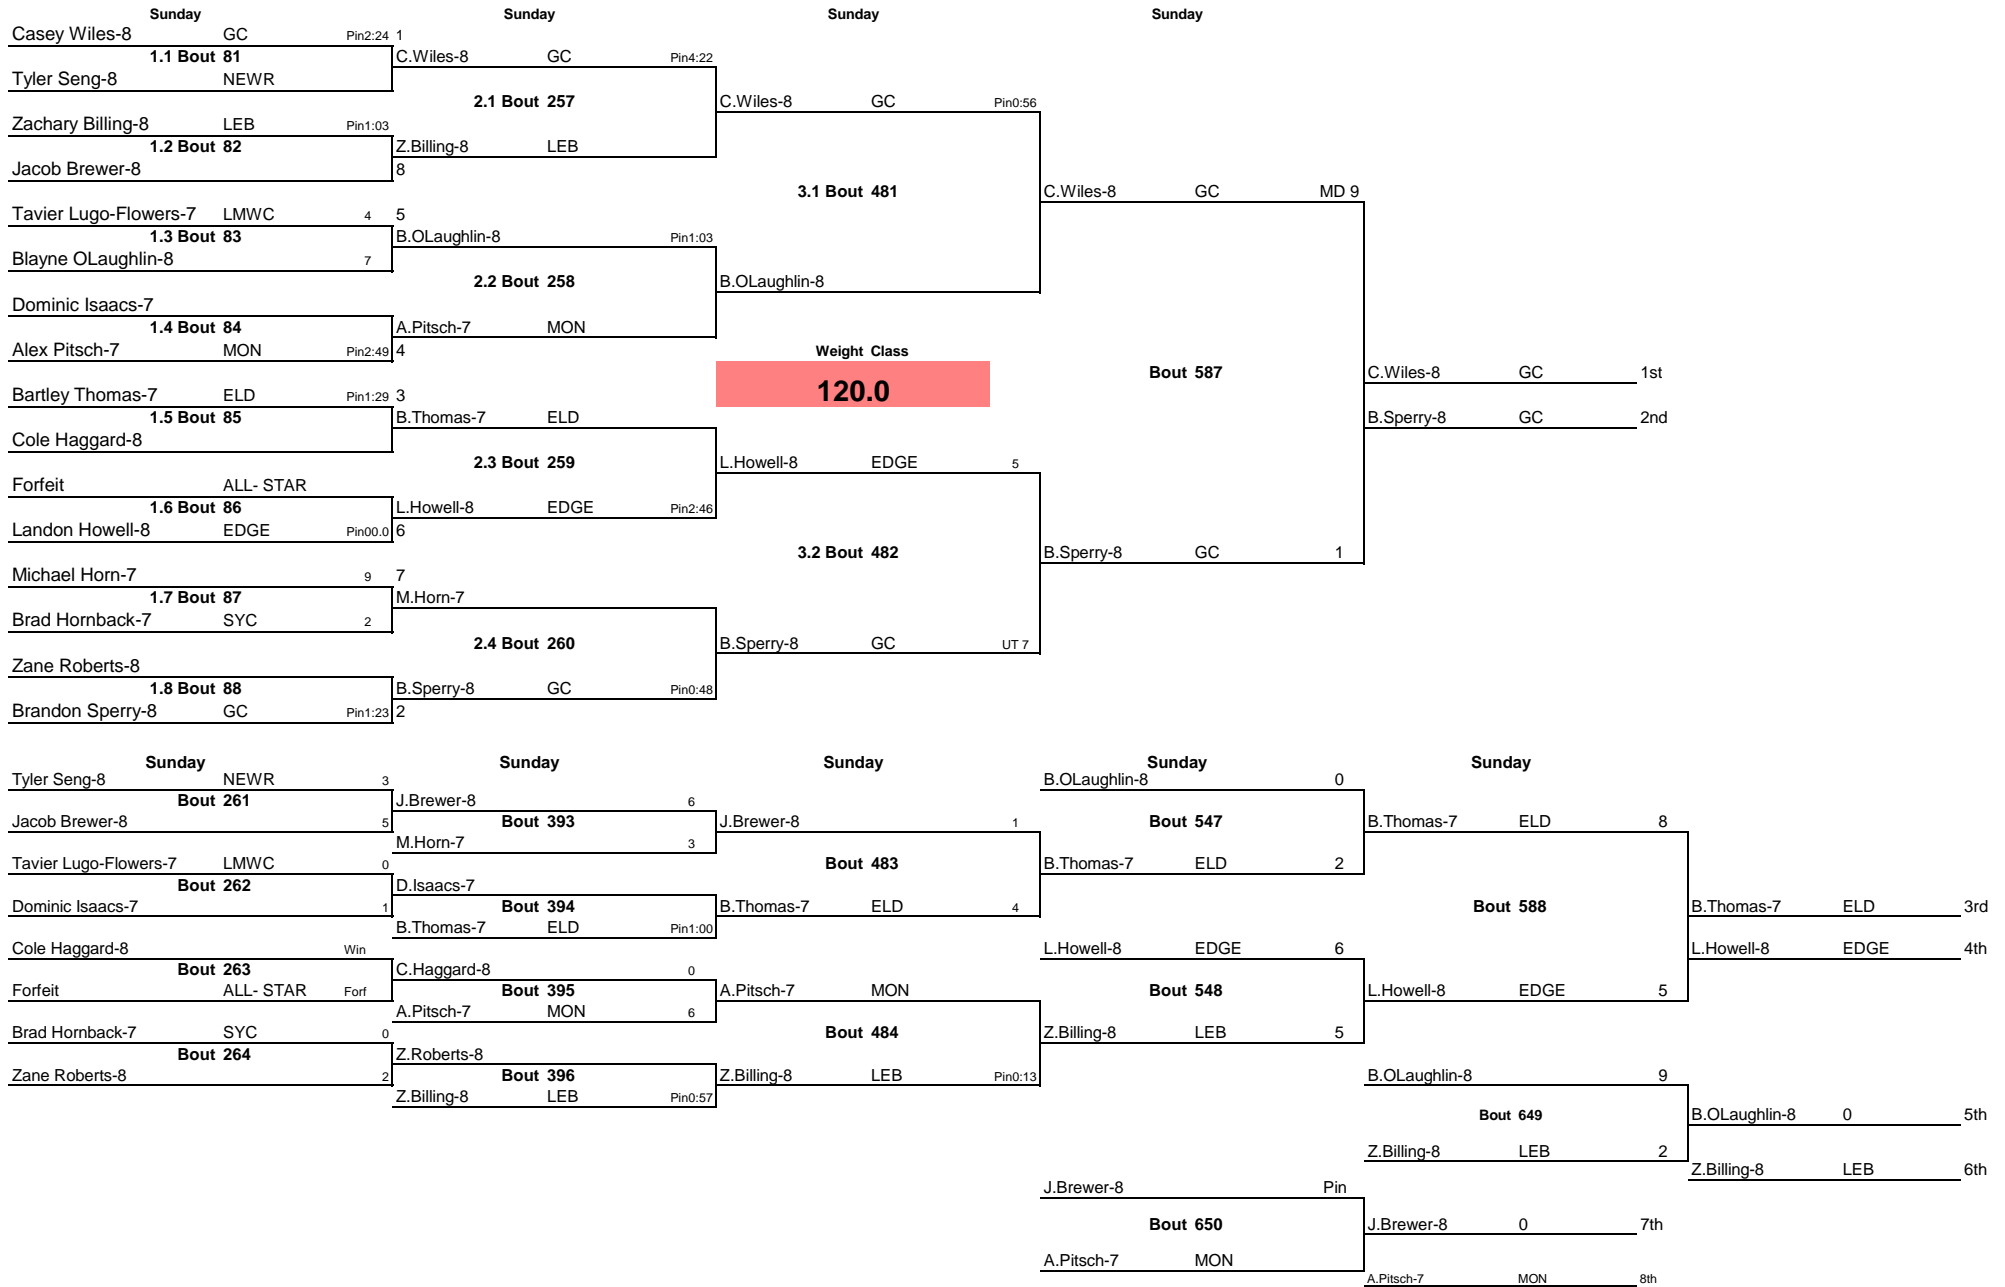 Sunday Sunday Sunday Sunday
Casey Wiles-8 GC Pin2:24 1
1.1 Bout 81 C.Wiles-8 GC Pin4:22
Tyler Seng-8 NEWR
2.1 Bout 257 C.Wiles-8 GC Pin0:56
Zachary Billing-8 LEB Pin1:03
1.2 Bout 82 Z.Billing-8 LEB
Jacob Brewer-8 8
3.1 Bout 481 C.Wiles-8 GC MD 9
Tavier Lugo-Flowers-7 LMWC 4 5
1.3 Bout 83 B.OLaughlin-8 Pin1:03
Blayne OLaughlin-8 7
2.2 Bout 258 B.OLaughlin-8
Dominic Isaacs-7
1.4 Bout 84 A.Pitsch-7 MON
Alex Pitsch-7 MON Pin2:49 4 Weight Class
Bout 587 C.Wiles-8 GC 1st
Bartley Thomas-7 ELD Pin1:29 3 120.0
1.5 Bout 85 B.Thomas-7 ELD B.Sperry-8 GC 2nd
Cole Haggard-8
2.3 Bout 259 L.Howell-8 EDGE 5
Forfeit ALL- STAR
1.6 Bout 86 L.Howell-8 EDGE Pin2:46
Landon Howell-8 EDGE Pin00.0 6
3.2 Bout 482 B.Sperry-8 GC 1
Michael Horn-7 9 7
1.7 Bout 87 M.Horn-7
Brad Hornback-7 SYC 2
2.4 Bout 260 B.Sperry-8 GC UT 7
Zane Roberts-8
1.8 Bout 88 B.Sperry-8 GC Pin0:48
Brandon Sperry-8 GC Pin1:23 2
Sunday Sunday Sunday Sunday Sunday
Tyler Seng-8 NEWR 3 B.OLaughlin-8 0
Bout 261 J.Brewer-8 6
Jacob Brewer-8 5 Bout 393 J.Brewer-8 1 Bout 547 B.Thomas-7 ELD 8
M.Horn-7 3
Tavier Lugo-Flowers-7 LMWC 0 Bout 483 B.Thomas-7 ELD 2
Bout 262 D.Isaacs-7
Dominic Isaacs-7 1 Bout 394 B.Thomas-7 ELD 4 Bout 588 B.Thomas-7 ELD 3rd
B.Thomas-7 ELD Pin1:00
Cole Haggard-8 Win L.Howell-8 EDGE 6 L.Howell-8 EDGE 4th
Bout 263 C.Haggard-8 0
Forfeit ALL- STAR Forf Bout 395 A.Pitsch-7 MON Bout 548 L.Howell-8 EDGE 5
A.Pitsch-7 MON 6
Brad Hornback-7 SYC 0 Bout 484 Z.Billing-8 LEB 5
Bout 264 Z.Roberts-8
Zane Roberts-8 2 Bout 396 Z.Billing-8 LEB Pin0:13 B.OLaughlin-8 9
Z.Billing-8 LEB Pin0:57
Bout 649 B.OLaughlin-8 0 5th
Z.Billing-8 LEB 2
Z.Billing-8 LEB 6th
J.Brewer-8 Pin
Bout 650 J.Brewer-8 0 7th
A.Pitsch-7 MON
A.Pitsch-7 MON 8th